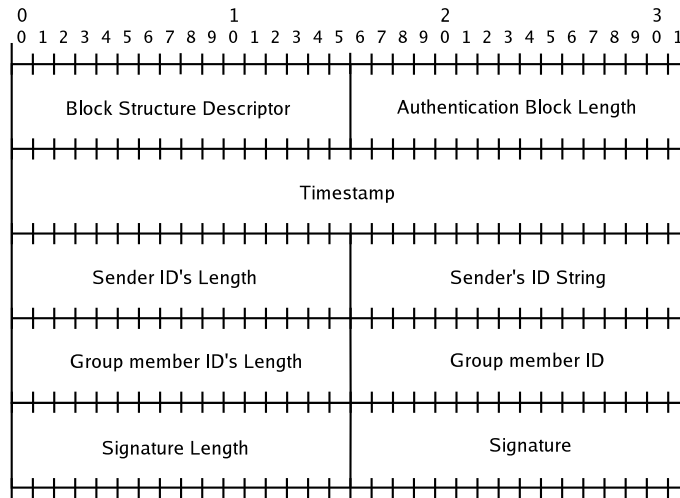 0 1 2 3
0 1 2 3 4 5 6 7 8 9 0 1 2 3 4 5 6 7 8 9 0 1 2 3 4 5 6 7 8 9 0 1
Block Structure Descriptor Authentication Block Length
Timestamp
Sender ID's Length Sender's ID String
Group member ID's Length Group member ID
Signature Length Signature